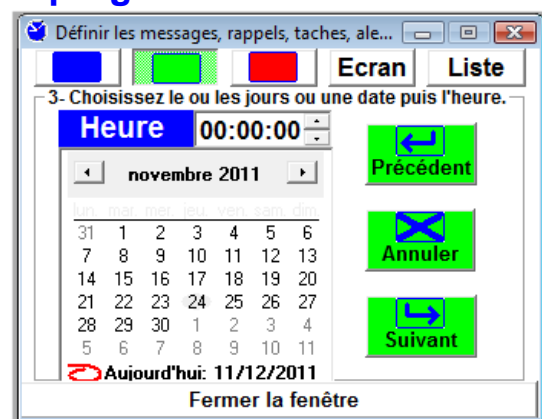 Définir les messages, rappels, taches, ale...
Ecran Liste
3- Choisissez le ou les jours ou une date puis l'heure.
Heure 00:00:00
Précédent
novembre 2011
lun. mar. mer. jeu. ven. sam. dim.
31 1 2 3 4 5 6
7 8 9 10 11 12 13
Annuler
14 15 16 17 18 19 20
21 22 23 24 25 26 27
28 29 30 1 2 3 4
Suivant
5 6 7 8 9 10 11
Aujourd'hui: 11/12/2011
Fermer la fenêtre